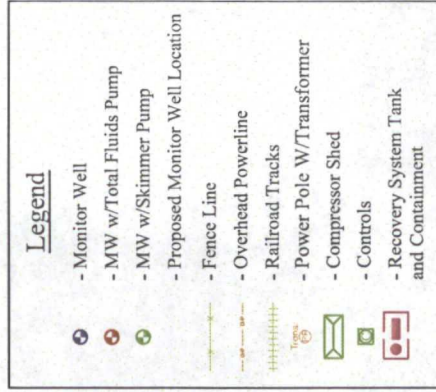 Legend
- Monitor Well
- MW w/Total Fluids Pump
- MW w/Skimmer Pump
- Proposed Monitor Well Location
- Fence Line
- Overhead Powerline
- Railroad Tracks
- Power Pole W/Transformer
- Compressor Shed
- Controls
- Recovery System Tank
and Containment